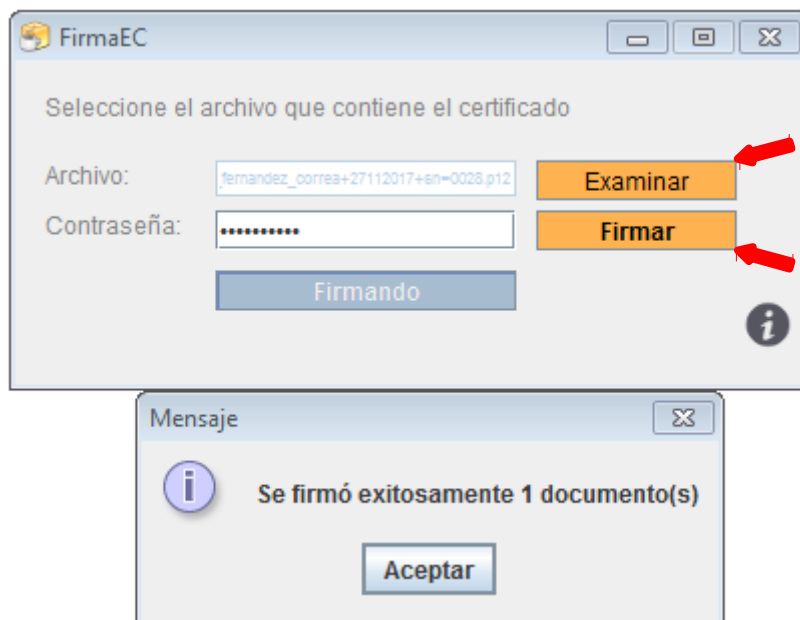 FirmaEC
Seleccione el archivo que contiene el certificado
Archivo: _fernandez_correa+27112017+sn=0028.p12 Examinar
Contraseña: •••••••••• Firmar
Firmando
Mensaje
Se firmó exitosamente 1 documento(s)
Aceptar